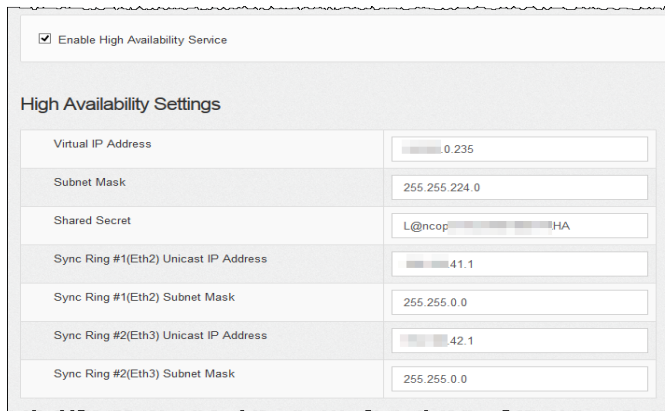 Enable High Availability Service
High Availability Settings
Virtual IP Address
.0.235
Subnet Mask
255.255.224.0
Shared Secret
L@ncop HA
Sync Ring #1(Eth2) Unicast IP Address
41.1
Sync Ring #1(Eth2) Subnet Mask
255.255.0.0
Sync Ring #2(Eth3) Unicast IP Address
.42.1
Sync Ring #2(Eth3) Subnet Mask
255.255.0.0